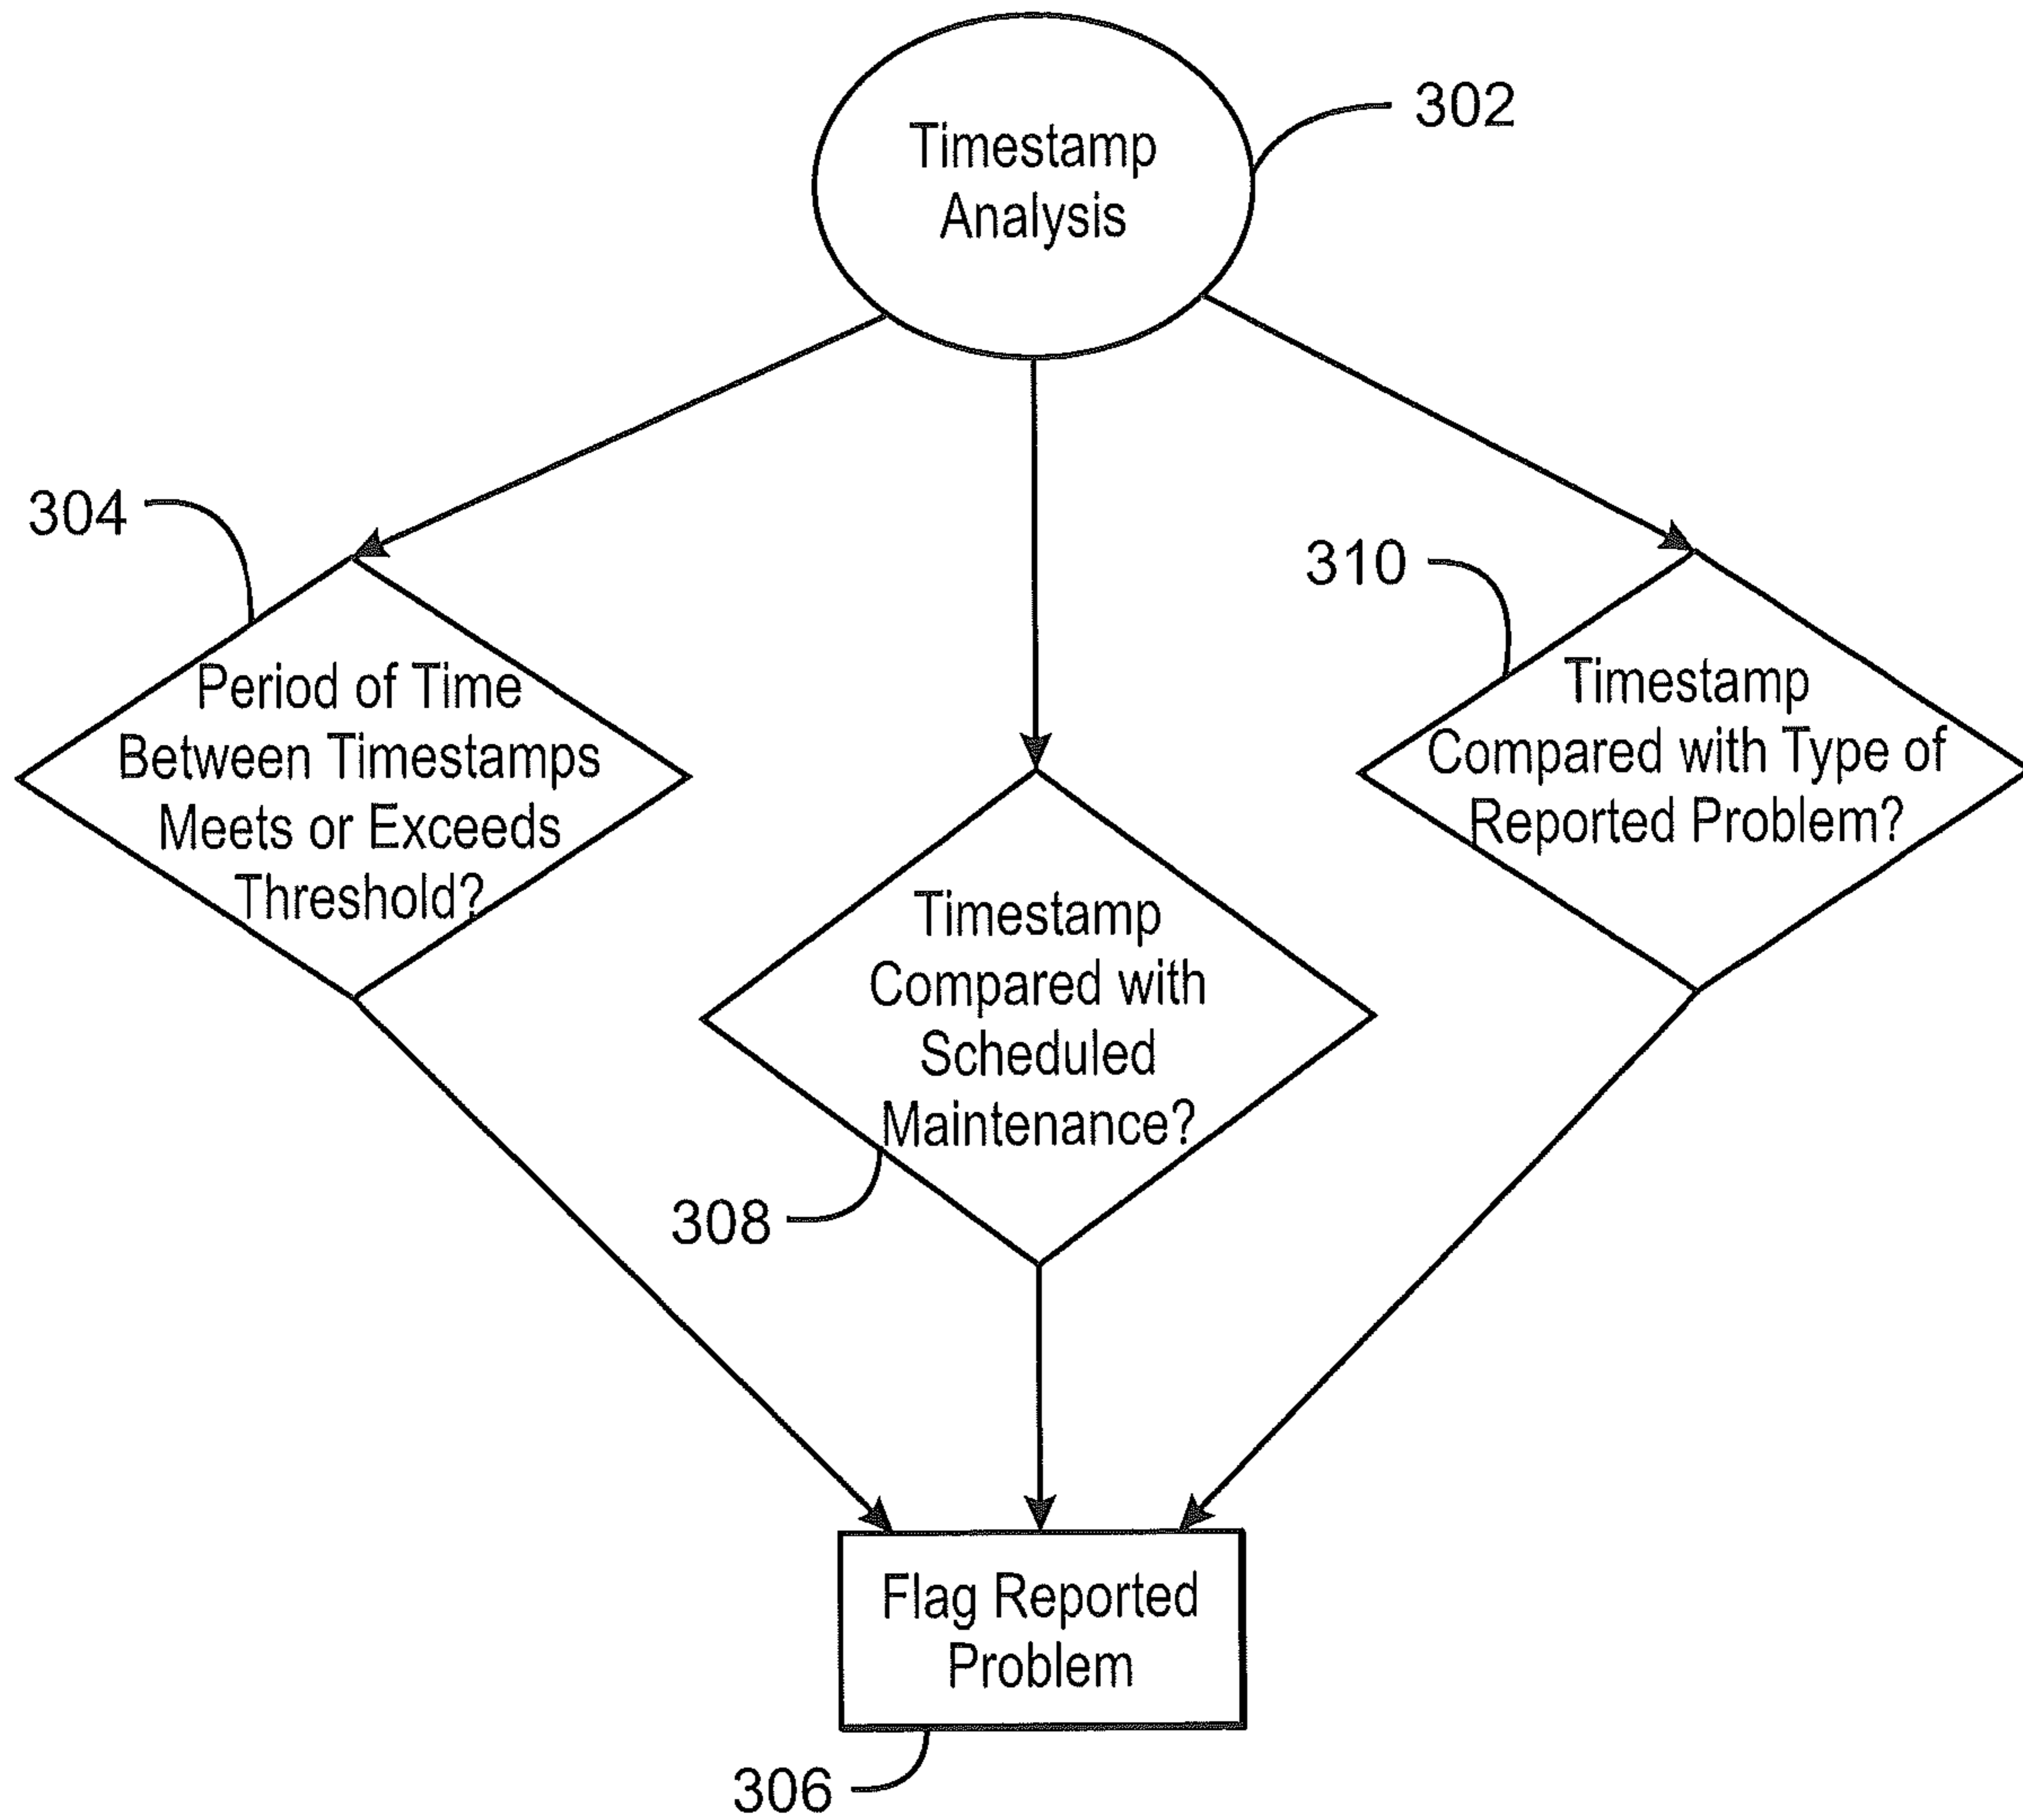 Timestamp
Analysis
302
304
Period of Time
Between Timestamps
Meets or Exceeds
Threshold?
310
Timestamp
Compared with Type of
Reported Problem?
Timestamp
Compared with
Scheduled
Maintenance?
308
Flag Reported
Problem
306